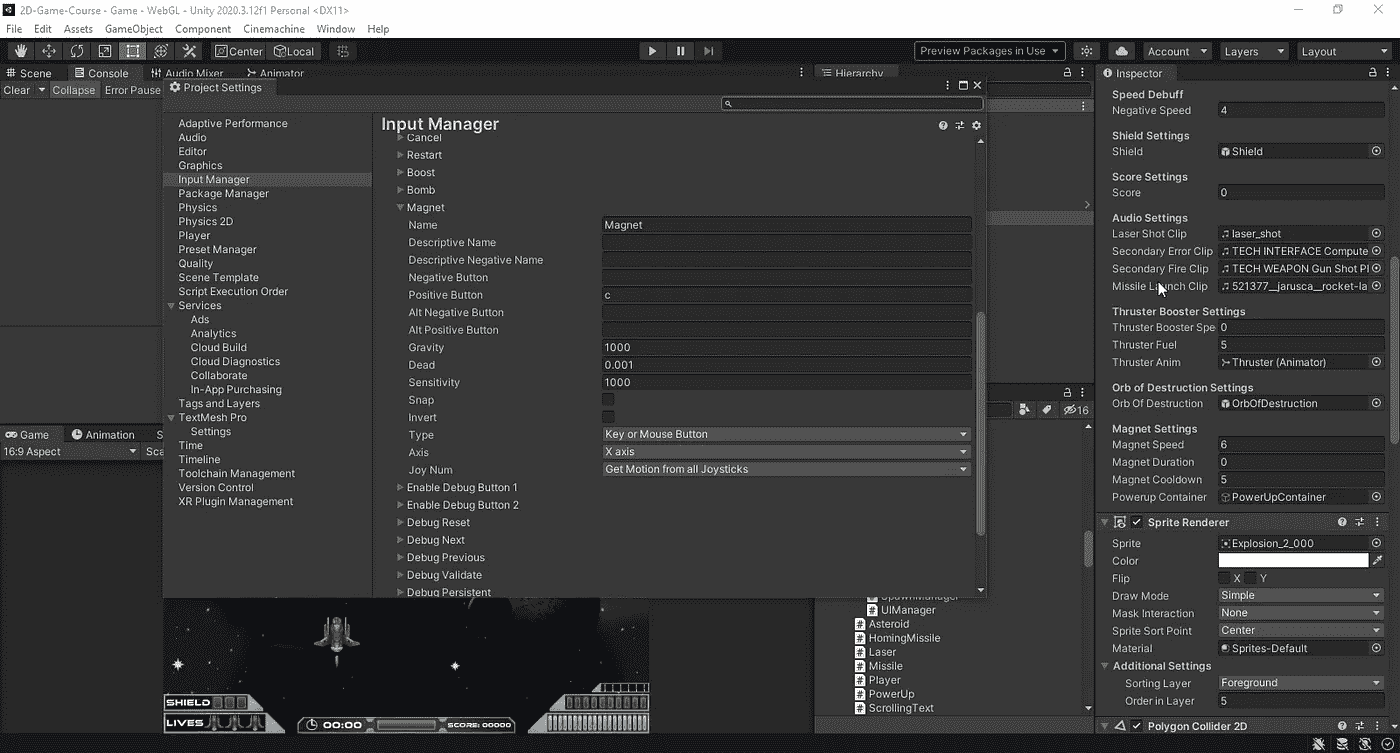 2D-Game-Course - Game - WebGL - Unity 2020.3.12f1 Personal <DX11>
File Edit Assets GameObject Component Cinemachine Window Help
Center Local Preview Packages in Use Account Layers Layout
Scene Console Audio Mixer Animator
Clear Collapse Error Pause
Project Settings
Adaptive Performance
Audio
Editor
Graphics
Input Manager
Package Manager
Physics
Physics 2D
Player
Preset Manager
Quality
Scene Template
Script Execution Order
Services
Ads
Analytics
Cloud Build
Cloud Diagnostics
Collaborate
In-App Purchasing
Tags and Layers
TextMesh Pro
Settings
Time
Timeline
Toolchain Management
Version Control
XR Plugin Management
Input Manager
Cancel
Restart
Boost
Bomb
Magnet
Name Magnet
Descriptive Name
Descriptive Negative Name
Negative Button
Positive Button c
Alt Negative Button
Alt Positive Button
Gravity 1000
Dead 0.001
Sensitivity 1000
Snap
Invert
Type Key or Mouse Button
Axis X axis
Joy Num Get Motion from all Joysticks
Enable Debug Button 1
Enable Debug Button 2
Debug Reset
Debug Next
Debug Previous
Debug Validate
Debug Persistent
Game Animation S
16:9 Aspect Sca
SHIELD
LIVES 00:00 SCORE: 00000
Hierarchy
16
SpawnManager
UIManager
Asteroid
HomingMissile
Laser
Missile
Player
PowerUp
ScrollingText
Inspector
Speed Debuff
Negative Speed 4
Shield Settings
Shield Shield
Score Settings
Score 0
Audio Settings
Laser Shot Clip laser_shot
Secondary Error Clip TECH INTERFACE Compute
Secondary Fire Clip TECH WEAPON Gun Shot Pl
Missile Launch Clip 521377__jarusca__rocket-la
Thruster Booster Settings
Thruster Booster Spe 0
Thruster Fuel 5
Thruster Anim Thruster (Animator)
Orb of Destruction Settings
Orb Of Destruction OrbOfDestruction
Magnet Settings
Magnet Speed 6
Magnet Duration 0
Magnet Cooldown 5
Powerup Container PowerUpContainer
Sprite Renderer
Sprite Explosion_2_000
Color
Flip X Y
Draw Mode Simple
Mask Interaction None
Sprite Sort Point Center
Material Sprites-Default
Additional Settings
Sorting Layer Foreground
Order in Layer 5
Polygon Collider 2D